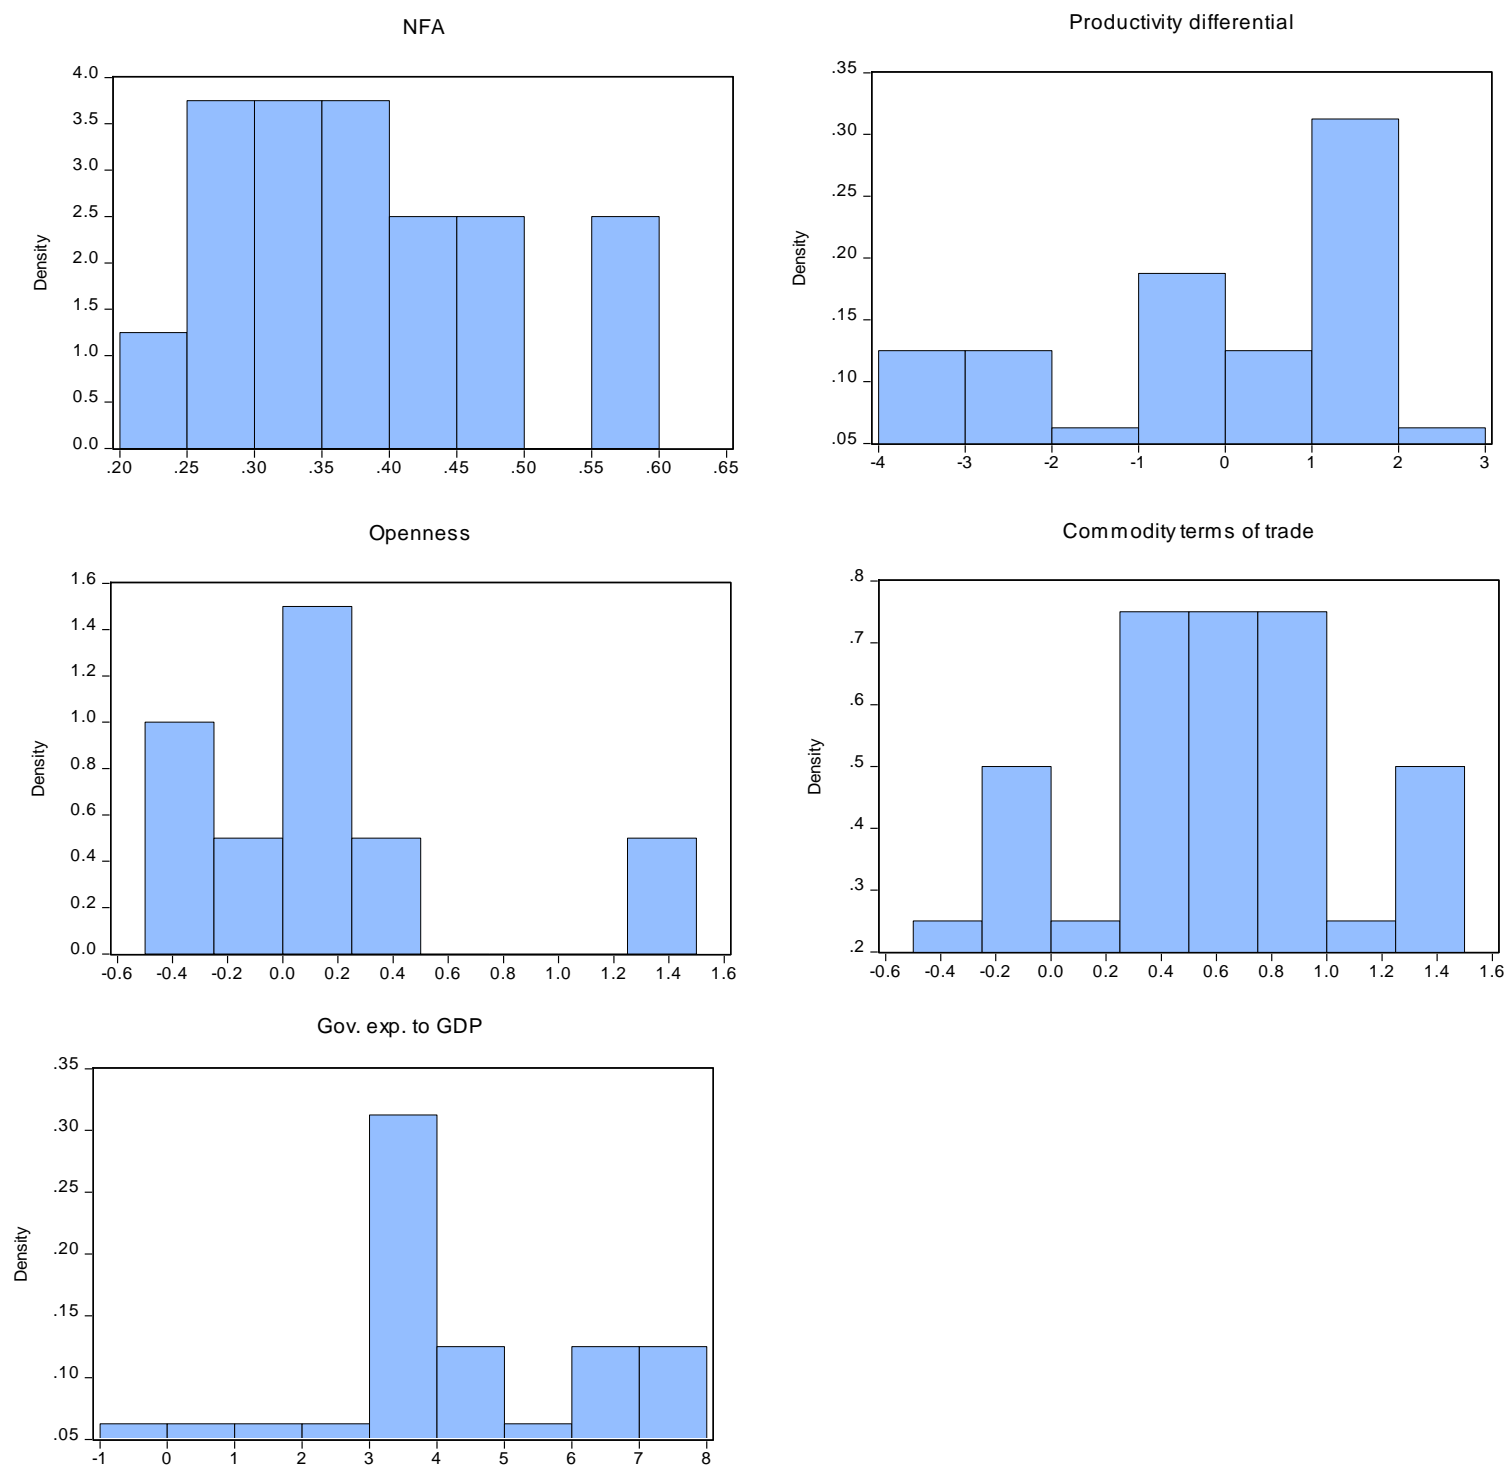 NFA
4.0
3.5
3.0
2.5
2.0
1.5
1.0
0.5
0.0
Density
.20 .25 .30 .35 .40 .45 .50 .55 .60 .65
Productivity differential
.35
.30
.25
.20
.15
.10
.05
Density
-4 -3 -2 -1 0 1 2 3
Openness
1.6
1.4
1.2
1.0
0.8
0.6
0.4
0.2
0.0
Density
-0.6 -0.4 -0.2 0.0 0.2 0.4 0.6 0.8 1.0 1.2 1.4 1.6
Commodity terms of trade
.8
.7
.6
.5
.4
.3
.2
Density
-0.6 -0.4 -0.2 0.0 0.2 0.4 0.6 0.8 1.0 1.2 1.4 1.6
Gov. exp. to GDP
.35
.30
.25
.20
.15
.10
.05
Density
-1 0 1 2 3 4 5 6 7 8